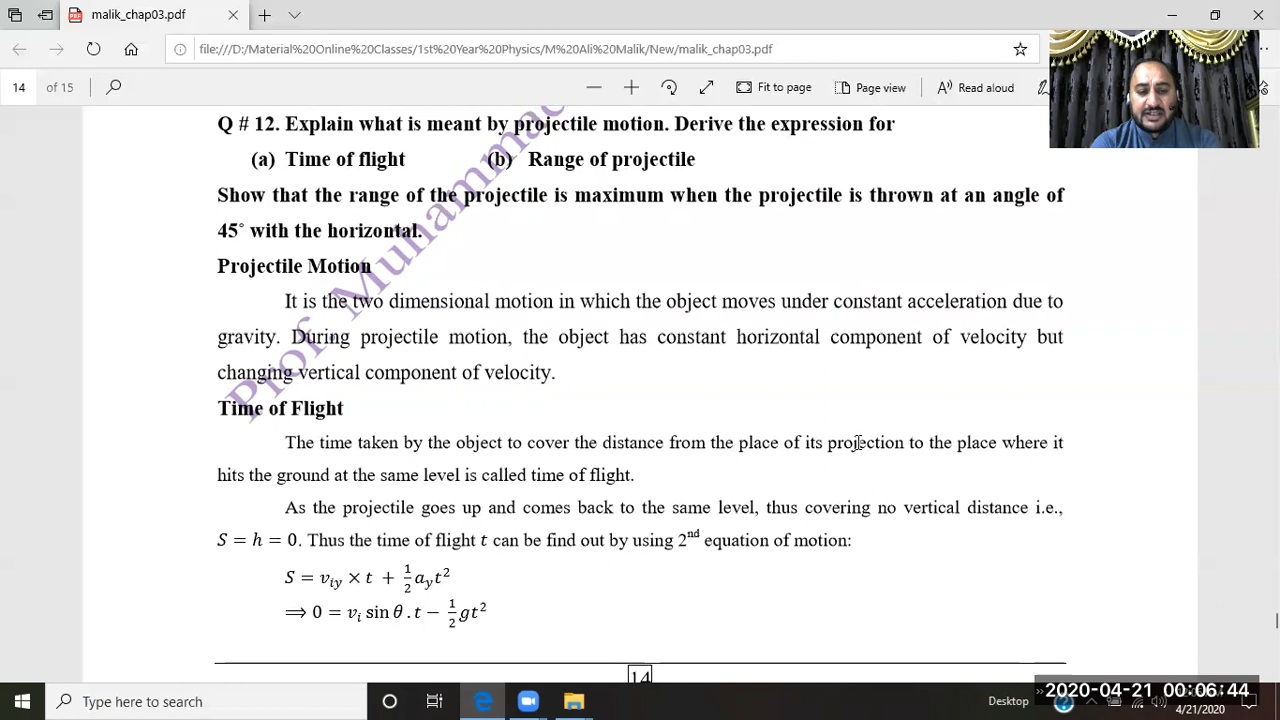 malik_chap03.pdf
file:///D:/Material%20Online%20Classes/1st%20Year%20Physics/M%20Ali%20Malik/New/malik_chap03.pdf
14 of 15
Fit to page
Page view
Read aloud
Q # 12. Explain what is meant by projectile motion. Derive the expression for
(a) Time of flight (b) Range of projectile
Show that the range of the projectile is maximum when the projectile is thrown at an angle of
45° with the horizontal.
Projectile Motion
It is the two dimensional motion in which the object moves under constant acceleration due to
gravity. During projectile motion, the object has constant horizontal component of velocity but
changing vertical component of velocity.
Time of Flight
The time taken by the object to cover the distance from the place of its projection to the place where it
hits the ground at the same level is called time of flight.
As the projectile goes up and comes back to the same level, thus covering no vertical distance i.e.,
S = h = 0. Thus the time of flight t can be find out by using 2nd equation of motion:
S = v_iy × t + 1/2 a_y t²
⟹ 0 = v_i sin θ . t − 1/2 gt²
14
Prof. Muhammad
Type here to search
Desktop
2020-04-21 00:06:44
4/21/2020